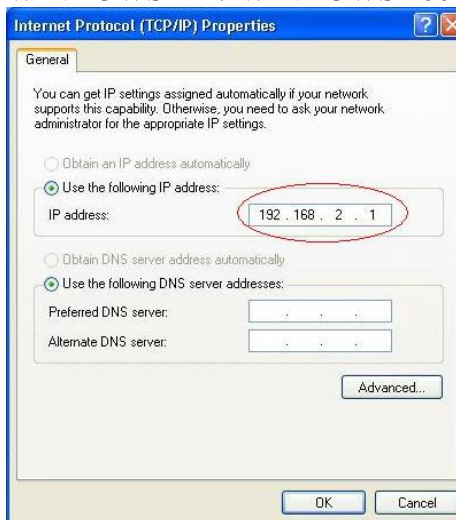 Internet Protocol (TCP/IP) Properties
General
You can get IP settings assigned automatically if your network
supports this capability. Otherwise, you need to ask your network
administrator for the appropriate IP settings.
Obtain an IP address automatically
Use the following IP address:
IP address: 192 . 168 . 2 . 1
Obtain DNS server address automatically
Use the following DNS server addresses:
Preferred DNS server: . . .
Alternate DNS server: . . .
Advanced...
OK Cancel